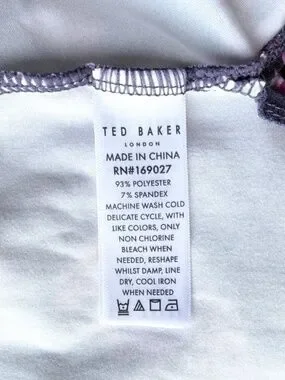 TED BAKER
LONDON
MADE IN CHINA
RN#169027
93% POLYESTER
7% SPANDEX
MACHINE WASH COLD
DELICATE CYCLE, WITH
LIKE COLORS, ONLY
NON CHLORINE
BLEACH WHEN
NEEDED, RESHAPE
WHILST DAMP, LINE
DRY, COOL IRON
WHEN NEEDED